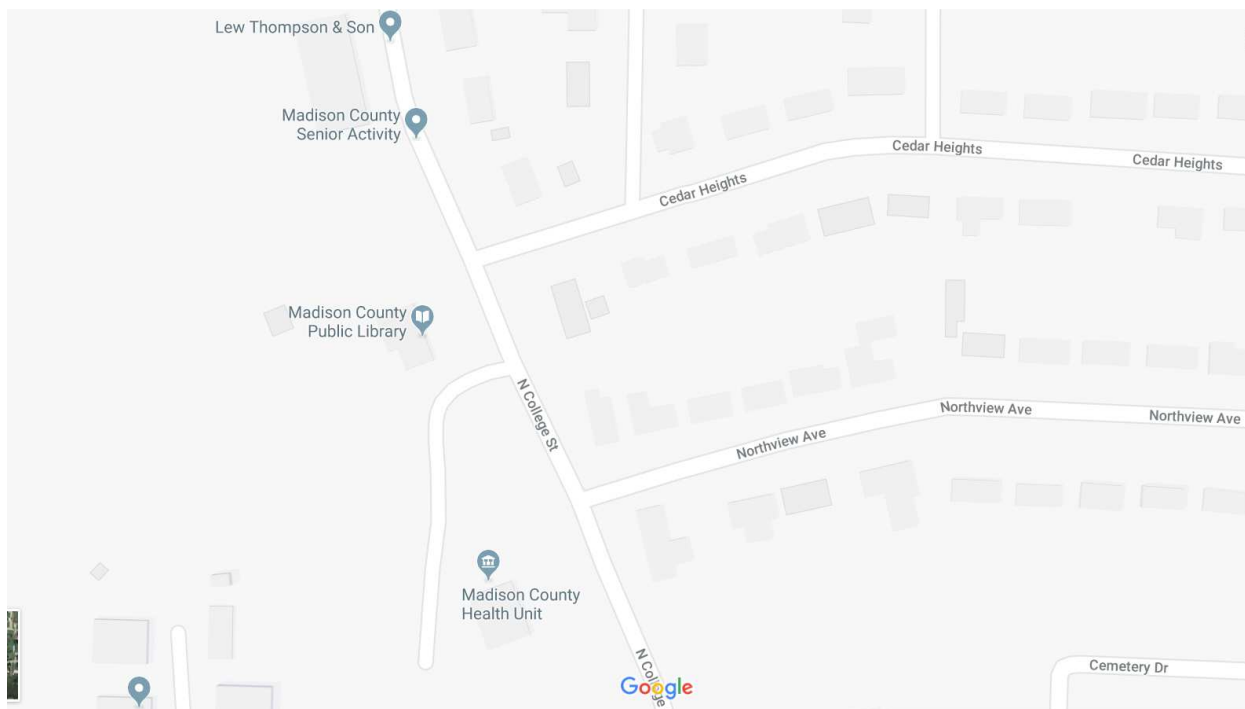 Lew Thompson & Son
Madison County
Senior Activity
Cedar Heights
Cedar Heights
Cedar Heights
Madison County
Public Library
N College St
Northview Ave
Northview Ave
Northview Ave
Madison County
Health Unit
N College
Cemetery Dr
Google